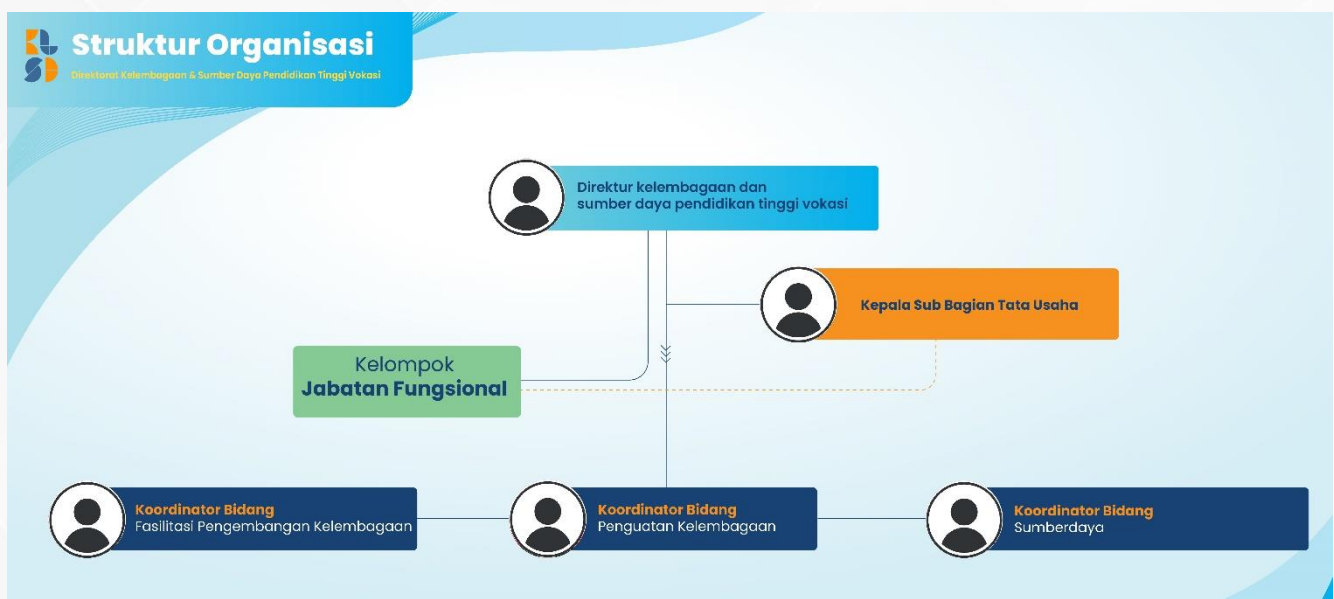 KLSD
Struktur Organisasi
Direktorat Kelembagaan & Sumber Daya Pendidikan Tinggi Vokasi
Direktur kelembagaan dan
sumber daya pendidikan tinggi vokasi
Kepala Sub Bagian Tata Usaha
Kelompok
Jabatan Fungsional
Koordinator Bidang
Fasilitasi Pengembangan Kelembagaan
Koordinator Bidang
Penguatan Kelembagaan
Koordinator Bidang
Sumberdaya